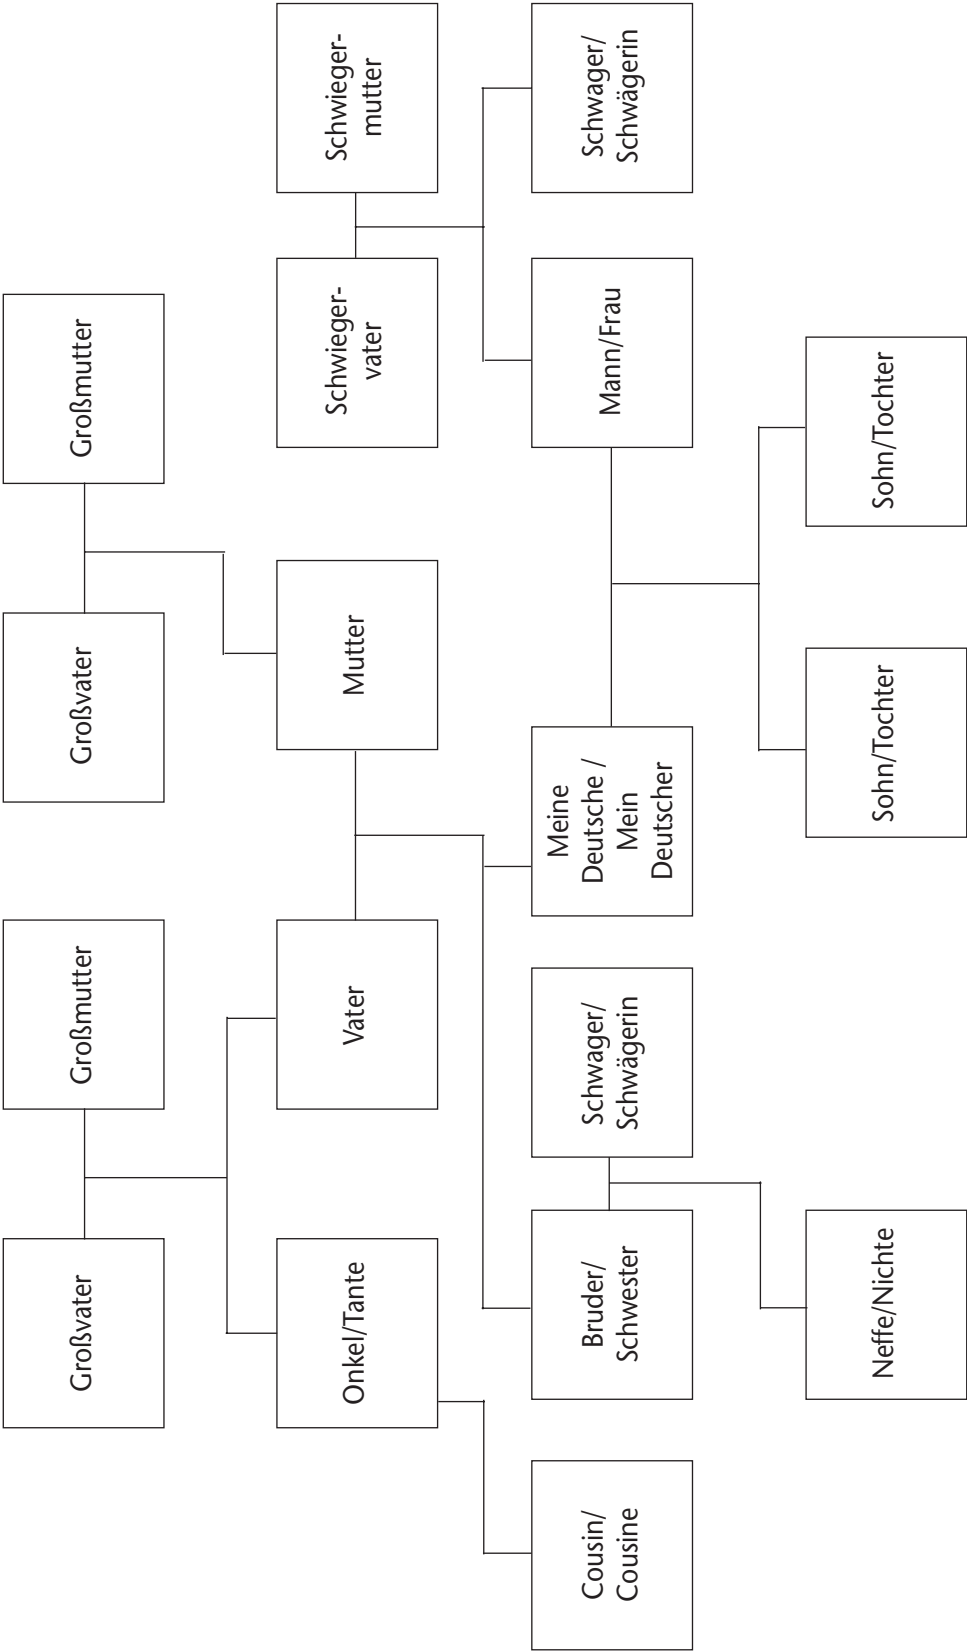 Großvater
Großmutter
Großvater
Großmutter
Onkel/Tante
Vater
Mutter
Schwieger-
vater
Schwieger-
mutter
Cousin/
Cousine
Bruder/
Schwester
Schwager/
Schwägerin
Meine
Deutsche /
Mein
Deutscher
Mann/Frau
Schwager/
Schwägerin
Neffe/Nichte
Sohn/Tochter
Sohn/Tochter